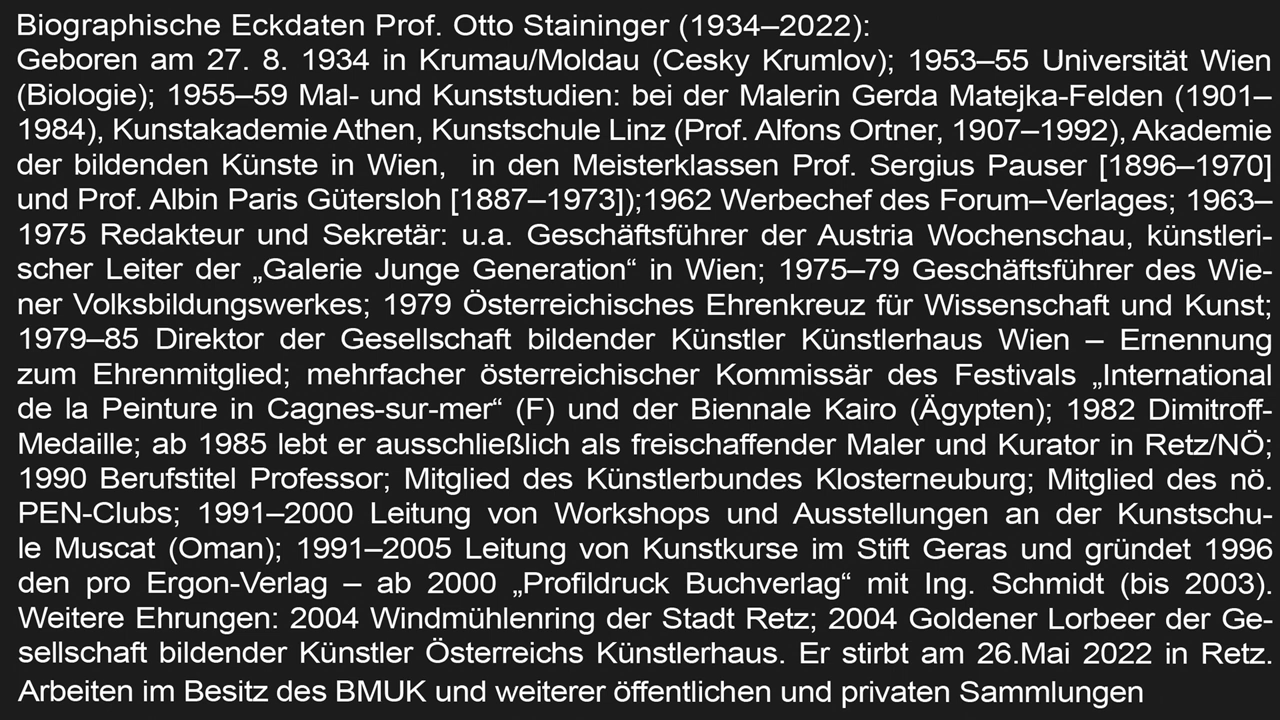 Biographische Eckdaten Prof. Otto Staininger (1934–2022):
Geboren am 27. 8. 1934 in Krumau/Moldau (Cesky Krumlov); 1953–55 Universität Wien
(Biologie); 1955–59 Mal- und Kunststudien: bei der Malerin Gerda Matejka-Felden (1901–
1984), Kunstakademie Athen, Kunstschule Linz (Prof. Alfons Ortner, 1907–1992), Akademie
der bildenden Künste in Wien,  in den Meisterklassen Prof. Sergius Pauser [1896–1970]
und Prof. Albin Paris Gütersloh [1887–1973]);1962 Werbechef des Forum–Verlages; 1963–
1975 Redakteur und Sekretär: u.a. Geschäftsführer der Austria Wochenschau, künstleri-
scher Leiter der „Galerie Junge Generation“ in Wien; 1975–79 Geschäftsführer des Wie-
ner Volksbildungswerkes; 1979 Österreichisches Ehrenkreuz für Wissenschaft und Kunst;
1979–85 Direktor der Gesellschaft bildender Künstler Künstlerhaus Wien – Ernennung
zum Ehrenmitglied; mehrfacher österreichischer Kommissär des Festivals „International
de la Peinture in Cagnes-sur-mer“ (F) und der Biennale Kairo (Ägypten); 1982 Dimitroff-
Medaille; ab 1985 lebt er ausschließlich als freischaffender Maler und Kurator in Retz/NÖ;
1990 Berufstitel Professor; Mitglied des Künstlerbundes Klosterneuburg; Mitglied des nö.
PEN-Clubs; 1991–2000 Leitung von Workshops und Ausstellungen an der Kunstschu-
le Muscat (Oman); 1991–2005 Leitung von Kunstkurse im Stift Geras und gründet 1996
den pro Ergon-Verlag – ab 2000 „Profildruck Buchverlag“ mit Ing. Schmidt (bis 2003).
Weitere Ehrungen: 2004 Windmühlenring der Stadt Retz; 2004 Goldener Lorbeer der Ge-
sellschaft bildender Künstler Österreichs Künstlerhaus. Er stirbt am 26.Mai 2022 in Retz.
Arbeiten im Besitz des BMUK und weiterer öffentlichen und privaten Sammlungen